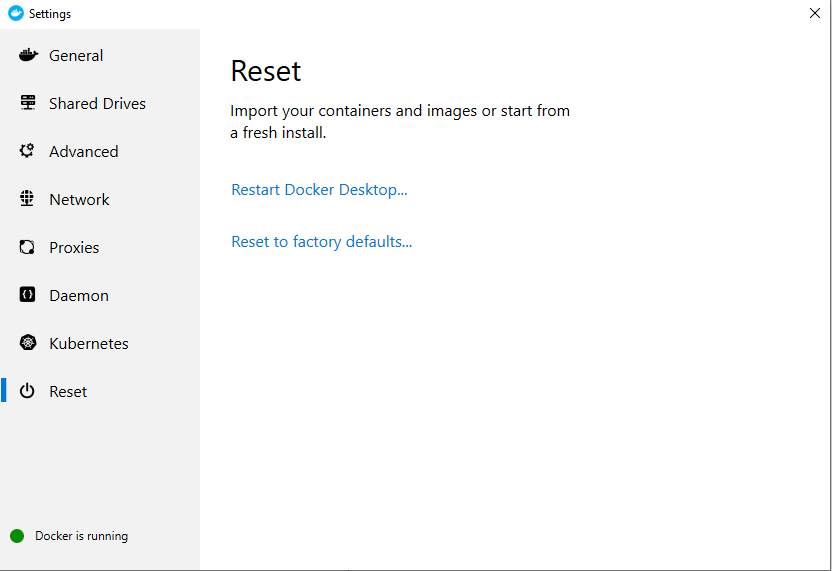 Settings
General
Shared Drives
Advanced
Network
Proxies
Daemon
Kubernetes
Reset
Docker is running
Reset
Import your containers and images or start from
a fresh install.
Restart Docker Desktop...
Reset to factory defaults...